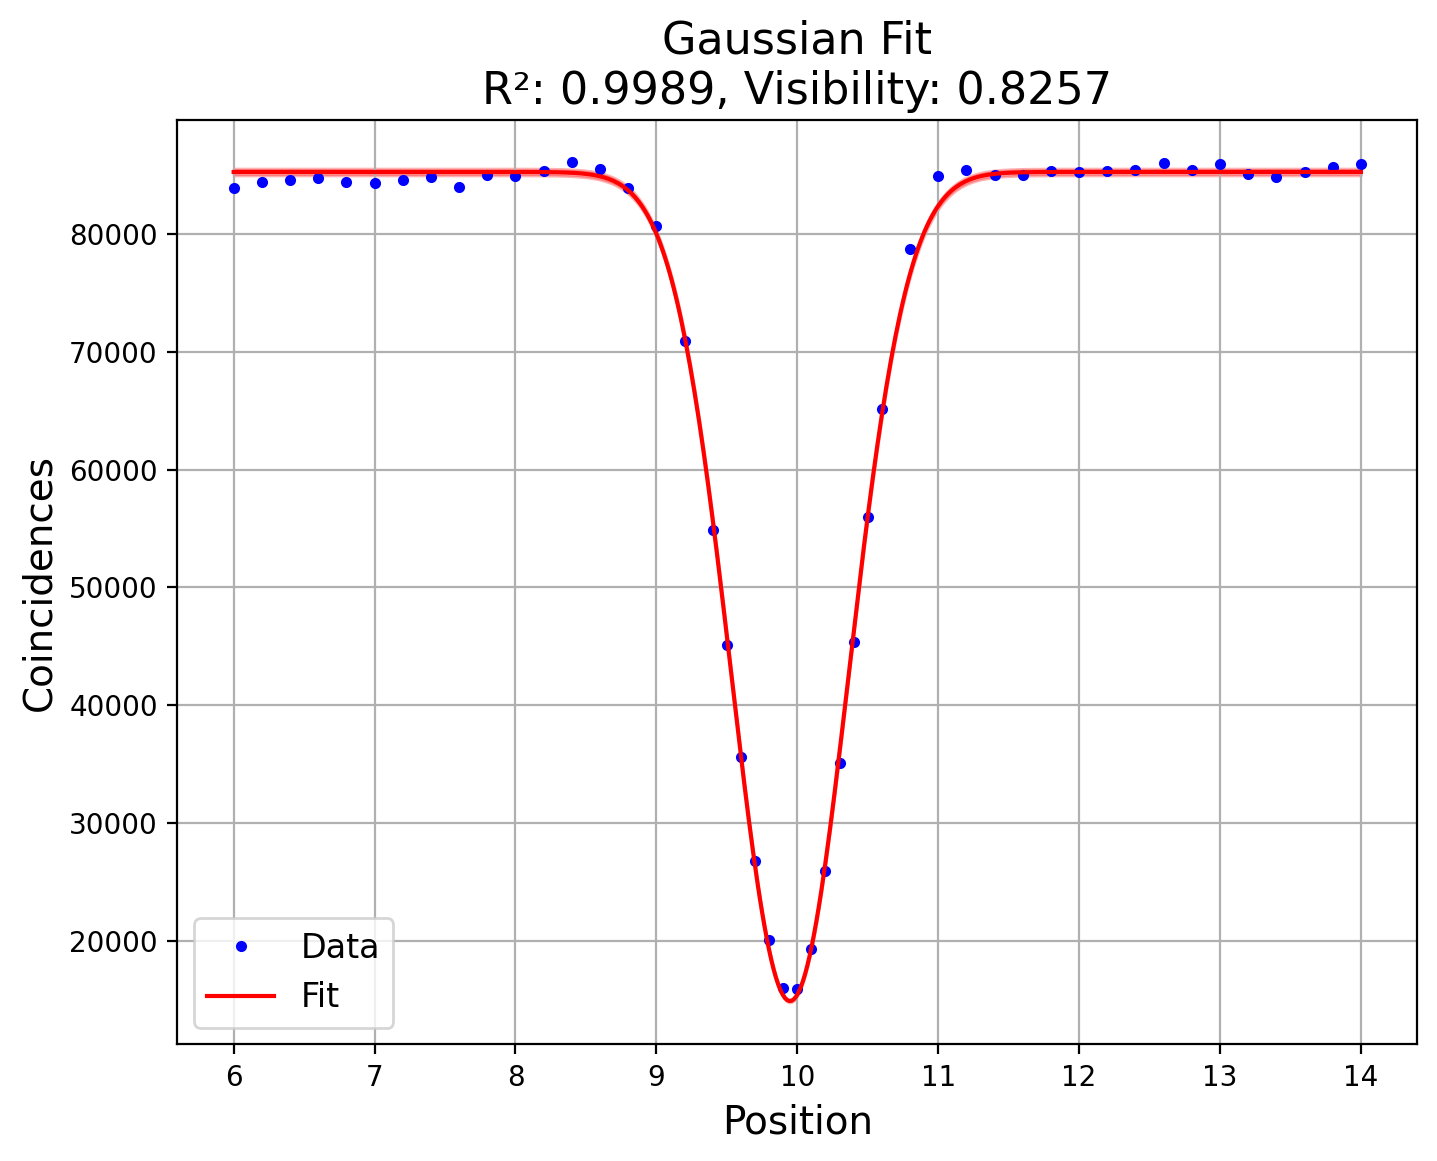 Gaussian Fit
R²: 0.9989, Visibility: 0.8257
80000
70000
60000
50000
40000
30000
20000
Coincidences
Data
Fit
6 7 8 9 10 11 12 13 14
Position